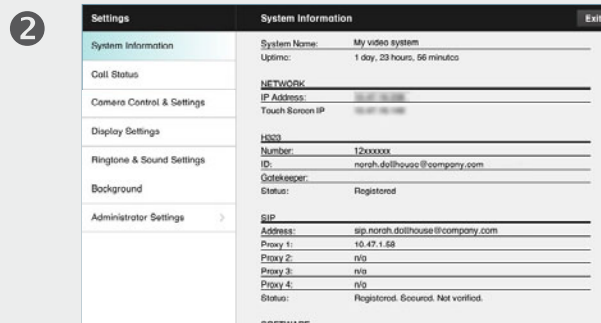 2
Settings
System Information
Exit
System Information
Call Status
Camera Control & Settings
Display Settings
Ringtone & Sound Settings
Background
Administrator Settings
System Name: My video system
Uptime: 1 day, 23 hours, 56 minutes
NETWORK
IP Address:
Touch Screen IP
H323
Number: 12xxxxxx
ID: norah.dollhouse@company.com
Gatekeeper:
Status: Registered
SIP
Address: sip.norah.dollhouse@company.com
Proxy 1: 10.47.1.58
Proxy 2: n/a
Proxy 3: n/a
Proxy 4: n/a
Status: Registered. Secured. Not verified.
SOFTWARE